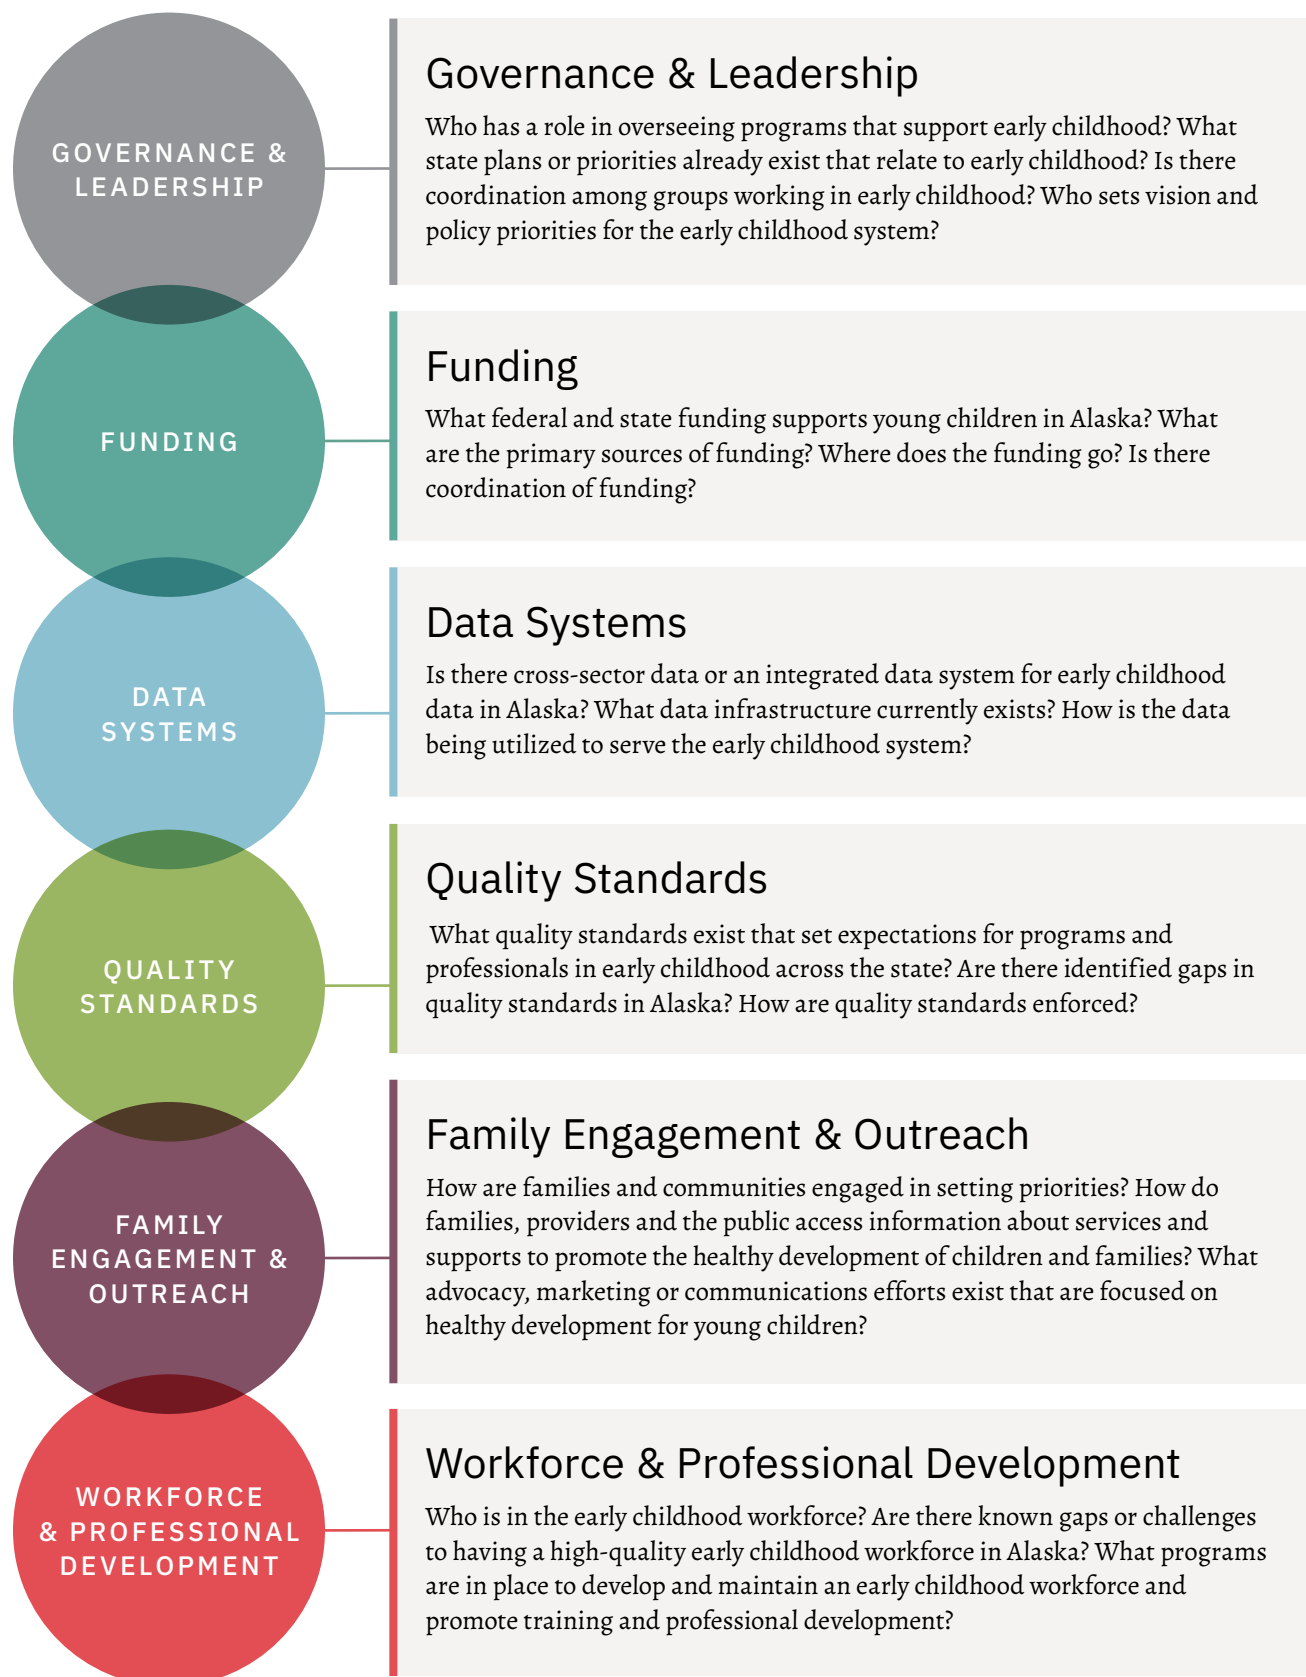 GOVERNANCE &
LEADERSHIP
Governance & Leadership
Who has a role in overseeing programs that support early childhood? What
state plans or priorities already exist that relate to early childhood? Is there
coordination among groups working in early childhood? Who sets vision and
policy priorities for the early childhood system?
FUNDING
Funding
What federal and state funding supports young children in Alaska? What
are the primary sources of funding? Where does the funding go? Is there
coordination of funding?
DATA
SYSTEMS
Data Systems
Is there cross-sector data or an integrated data system for early childhood
data in Alaska? What data infrastructure currently exists? How is the data
being utilized to serve the early childhood system?
QUALITY
STANDARDS
Quality Standards
What quality standards exist that set expectations for programs and
professionals in early childhood across the state? Are there identified gaps in
quality standards in Alaska? How are quality standards enforced?
FAMILY
ENGAGEMENT &
OUTREACH
Family Engagement & Outreach
How are families and communities engaged in setting priorities? How do
families, providers and the public access information about services and
supports to promote the healthy development of children and families? What
advocacy, marketing or communications efforts exist that are focused on
healthy development for young children?
WORKFORCE
& PROFESSIONAL
DEVELOPMENT
Workforce & Professional Development
Who is in the early childhood workforce? Are there known gaps or challenges
to having a high-quality early childhood workforce in Alaska? What programs
are in place to develop and maintain an early childhood workforce and
promote training and professional development?